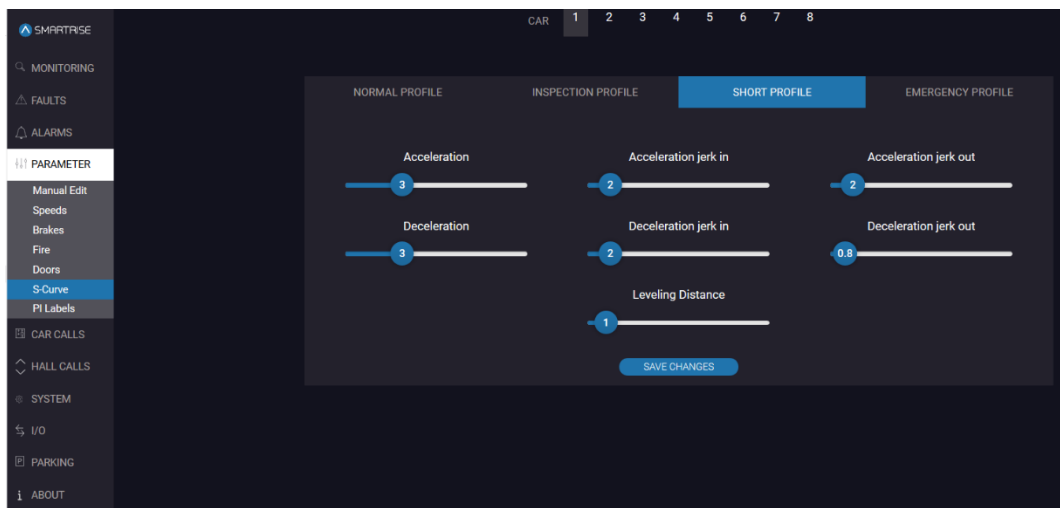 SMARTRISE
CAR 1 2 3 4 5 6 7 8
MONITORING
FAULTS
ALARMS
PARAMETER
Manual Edit
Speeds
Brakes
Fire
Doors
S-Curve
PI Labels
CAR CALLS
HALL CALLS
SYSTEM
I/O
P PARKING
i ABOUT
NORMAL PROFILE INSPECTION PROFILE SHORT PROFILE EMERGENCY PROFILE
Acceleration Acceleration jerk in Acceleration jerk out
3 2 2
Deceleration Deceleration jerk in Deceleration jerk out
3 2 0.8
Leveling Distance
1
SAVE CHANGES